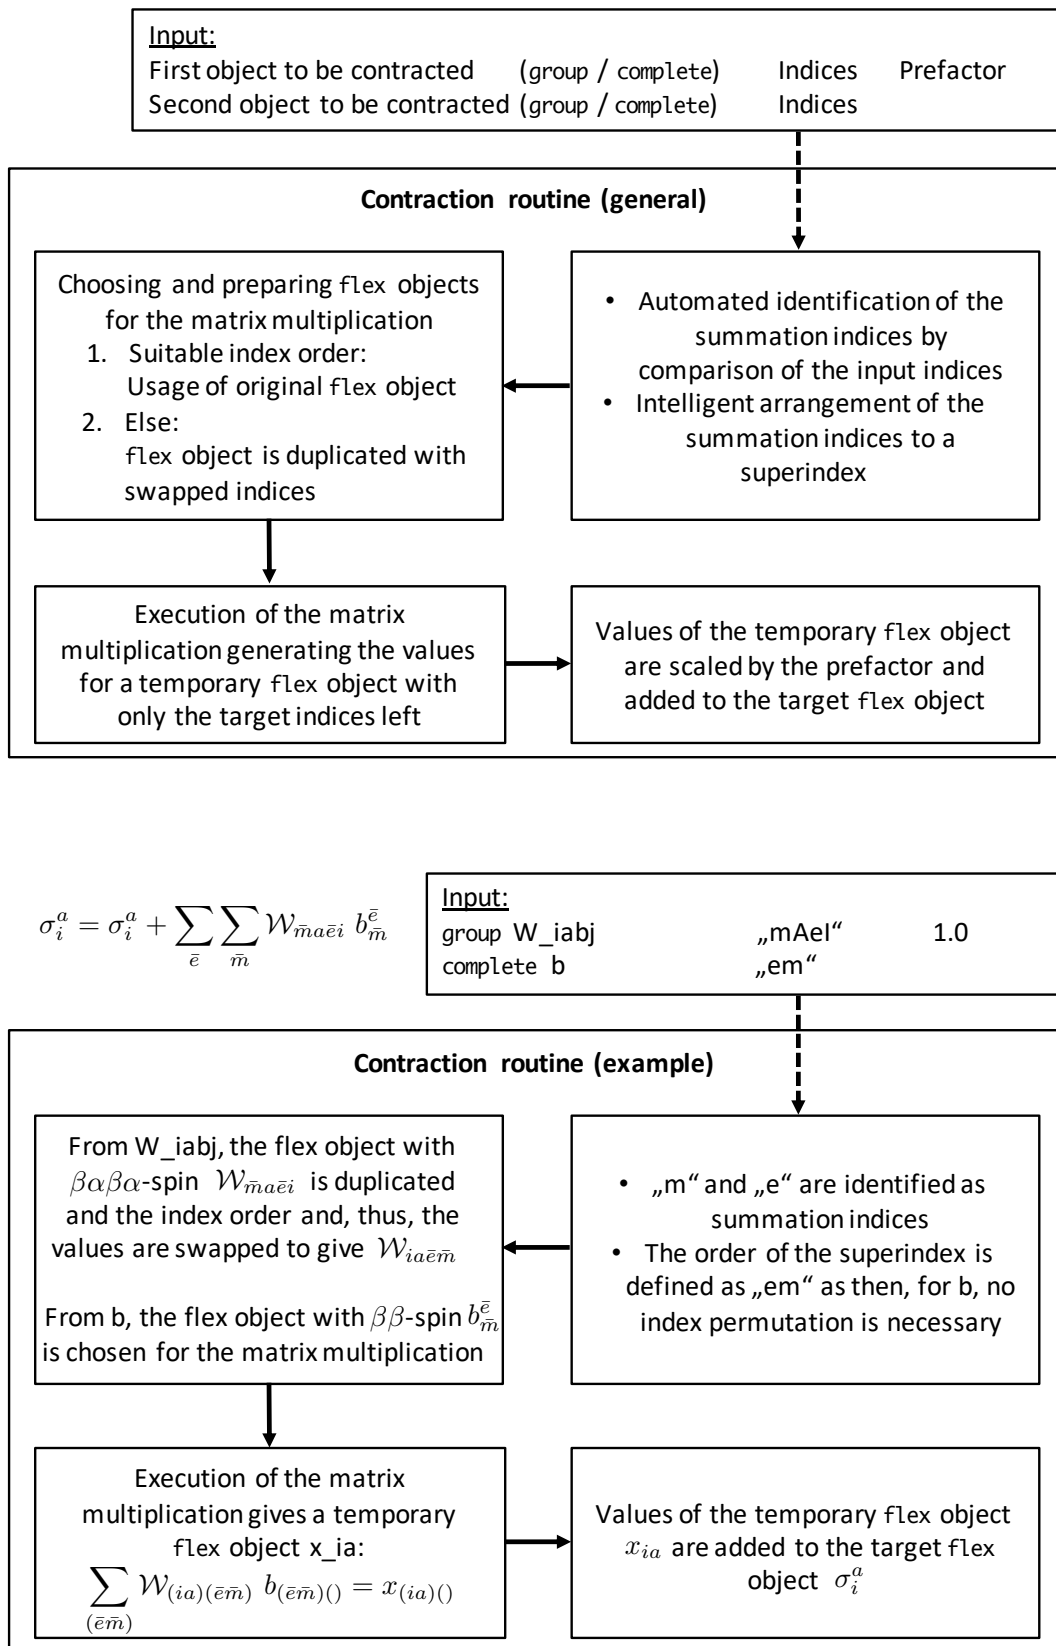 Input:
First object to be contracted (group / complete) Indices Prefactor
Second object to be contracted (group / complete) Indices
Contraction routine (general)
• Automated identification of the
summation indices by
comparison of the input indices
• Intelligent arrangement of the
summation indices to a
superindex
Choosing and preparing flex objects
for the matrix multiplication
1. Suitable index order:
Usage of original flex object
2. Else:
flex object is duplicated with
swapped indices
Execution of the matrix
multiplication generating the values
for a temporary flex object with
only the target indices left
Values of the temporary flex object
are scaled by the prefactor and
added to the target flex object
σ_i^a = σ_i^a + ∑_ē ∑_m̄ 𝒲_{m̄aēi} b_m̄^ē
Input:
group W_iabj „mAeI“ 1.0
complete b „em“
Contraction routine (example)
• „m“ and „e“ are identified as
summation indices
• The order of the superindex is
defined as „em“ as then, for b, no
index permutation is necessary
From W_iabj, the flex object with
βαβα-spin 𝒲_{m̄aēi} is duplicated
and the index order and, thus, the
values are swapped to give 𝒲_{iaēm̄}
From b, the flex object with ββ-spin b_m̄^ē
is chosen for the matrix multiplication
Execution of the matrix
multiplication gives a temporary
flex object x_ia:
∑_{(ēm̄)} 𝒲_{(ia)(ēm̄)} b_{(ēm̄)()} = x_{(ia)()}
Values of the temporary flex object
x_{ia} are added to the target flex
object σ_i^a